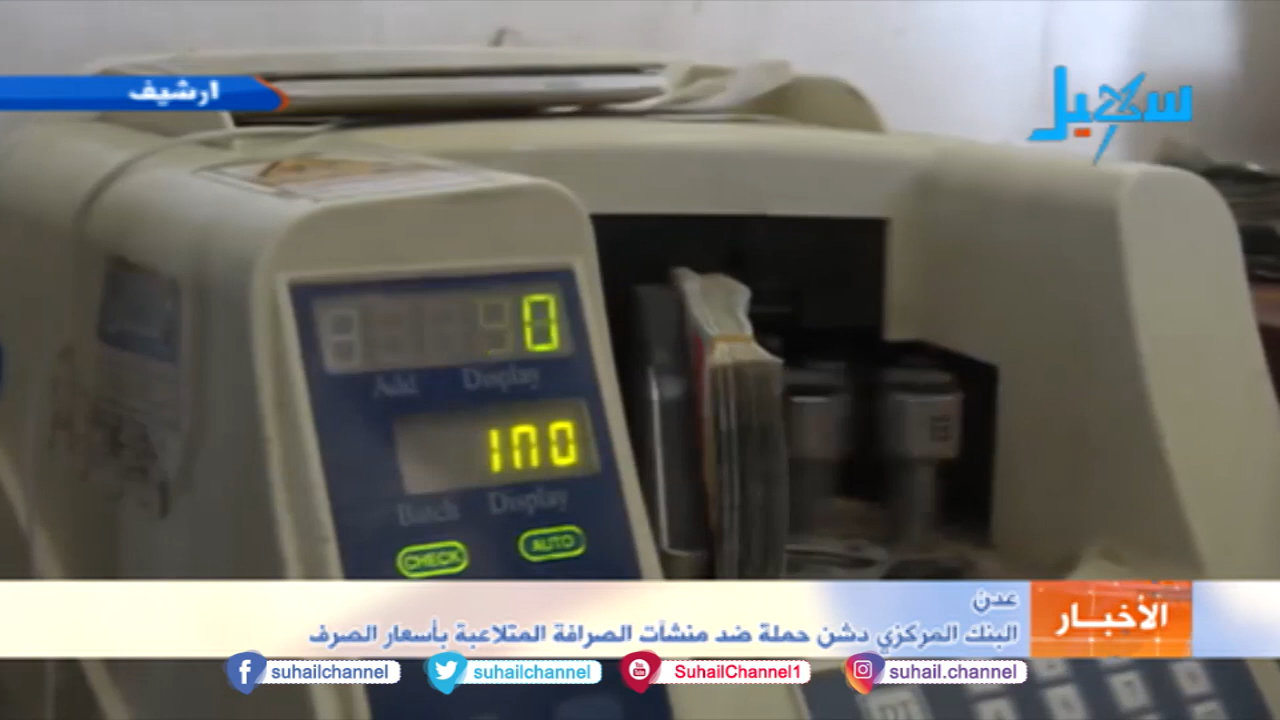 ارشيف
سهيل
0
Add Display
Batch Display
CHECK AUTO
الأخبار
عدن
البنك المركزي دشن حملة ضد منشآت الصرافة المتلاعبة بأسعار الصرف
suhailchannel suhailchannel SuhailChannel1 suhail.channel